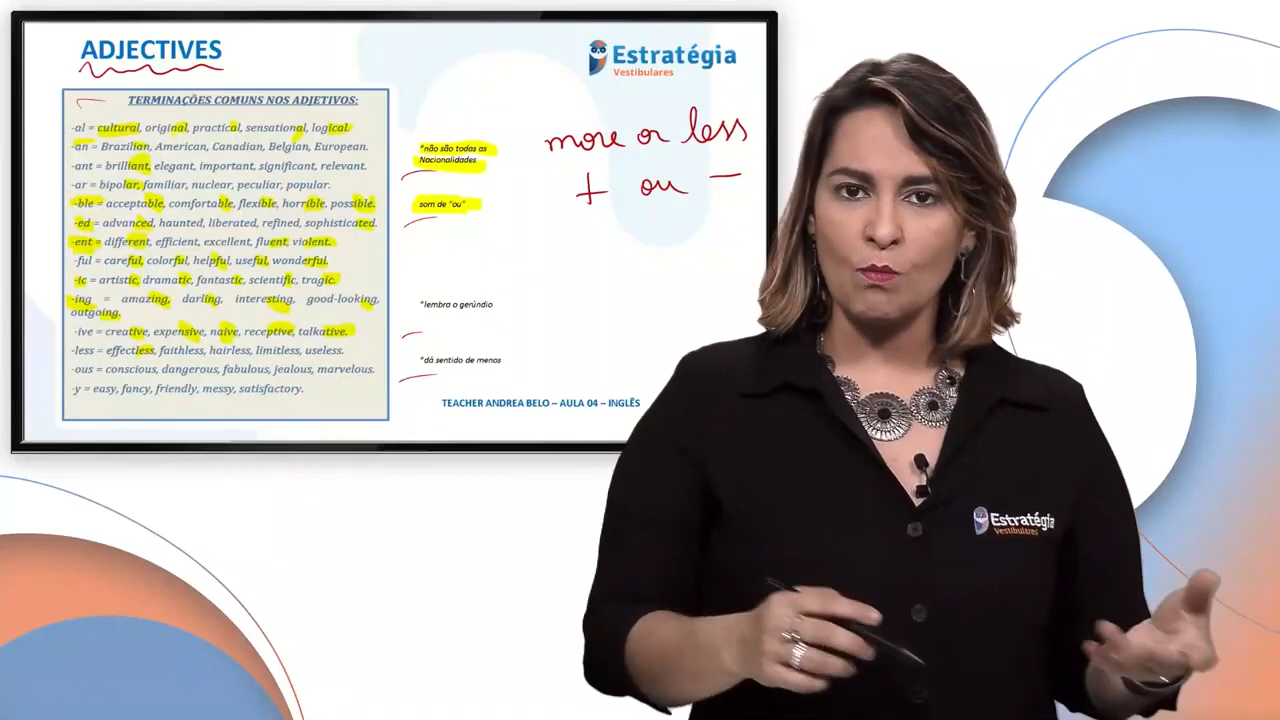 ADJECTIVES
Estratégia
Vestibulares
TERMINAÇÕES COMUNS NOS ADJETIVOS:
-al = cultural, original, practical, sensational, logical.
-an = Brazilian, American, Canadian, Belgian, European.
-ant = brilliant, elegant, important, significant, relevant.
-ar = bipolar, familiar, nuclear, peculiar, popular.
-ble = acceptable, comfortable, flexible, horrible, possible.
-ed = advanced, haunted, liberated, refined, sophisticated.
-ent = different, efficient, excellent, fluent, violent.
-ful = careful, colorful, helpful, useful, wonderful.
-ic = artistic, dramatic, fantastic, scientific, tragic.
-ing = amazing, darling, interesting, good-looking,
outgoing.
-ive = creative, expensive, naive, receptive, talkative.
-less = effectless, faithless, hairless, limitless, useless.
-ous = conscious, dangerous, fabulous, jealous, marvelous.
-y = easy, fancy, friendly, messy, satisfactory.
*não são todas as
Nacionalidades
som de "ou"
*lembra o gerúndio
*dá sentido de menos
more or less
+ ou -
TEACHER ANDREA BELO – AULA 04 – INGLÊS
Estratégia
Vestibulares